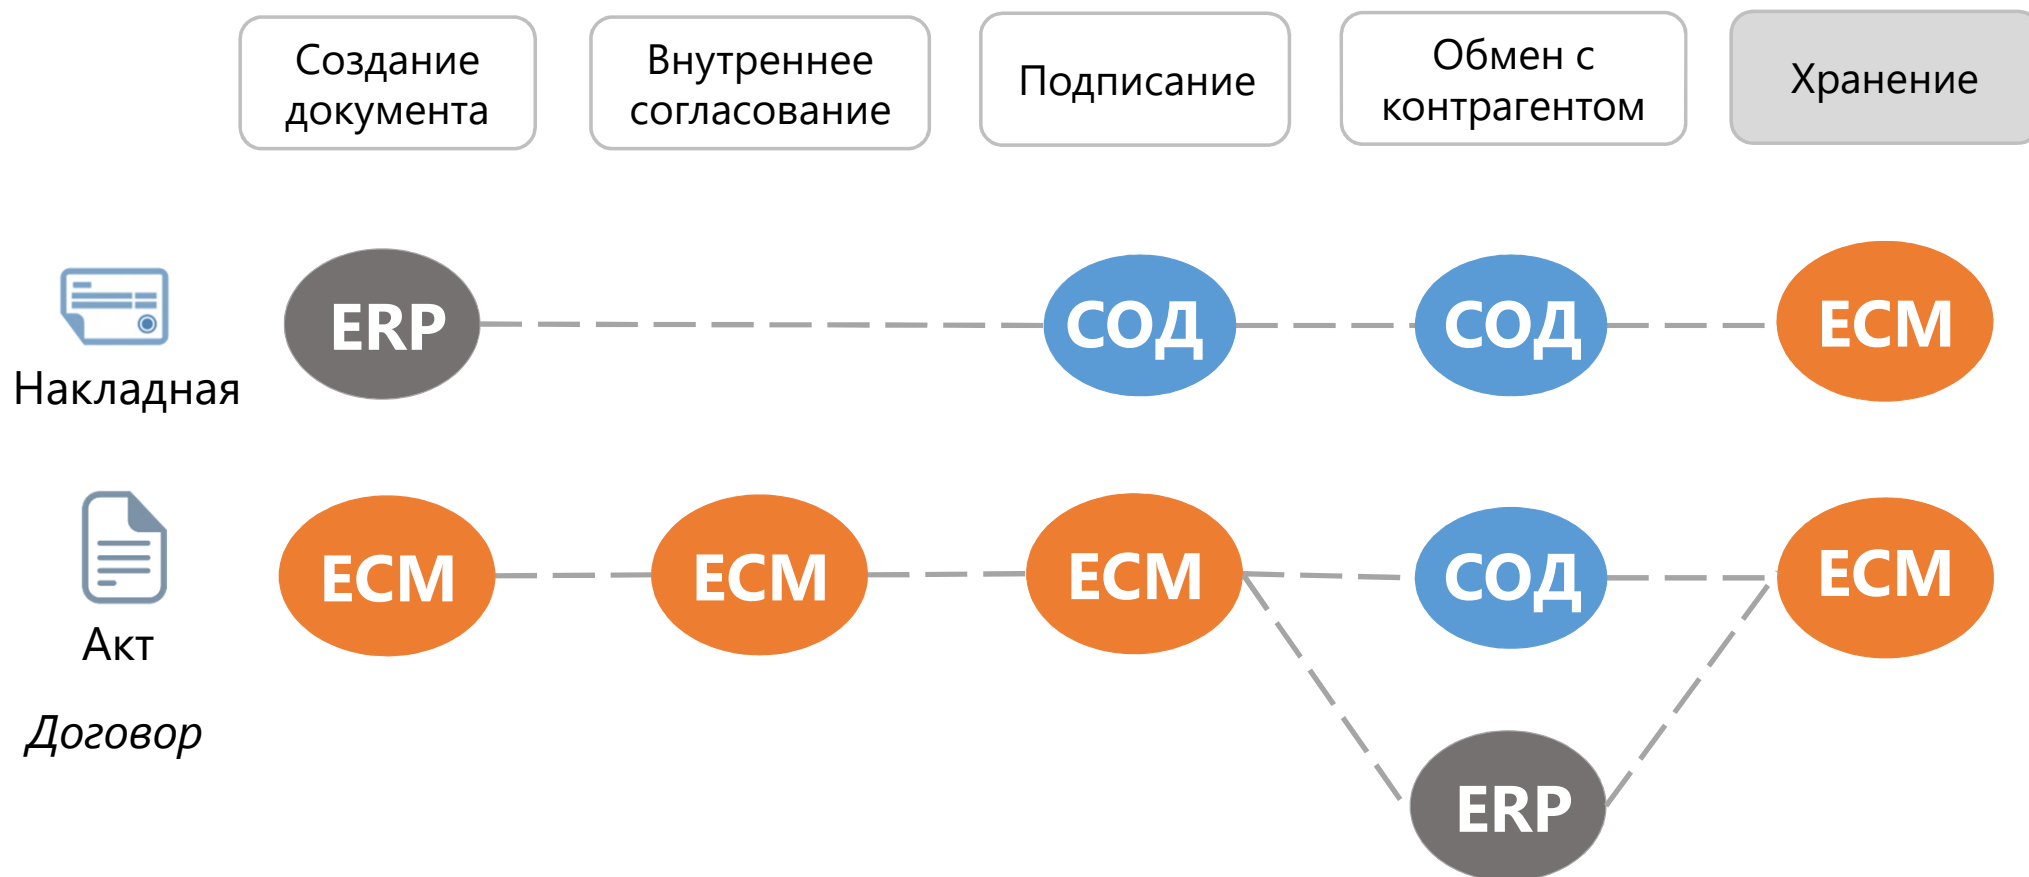 Создание
документа
Внутреннее
согласование
Подписание
Обмен с
контрагентом
Хранение
Накладная
ERP
СОД
СОД
ECM
Акт
Договор
ECM
ECM
ECM
СОД
ECM
ERP